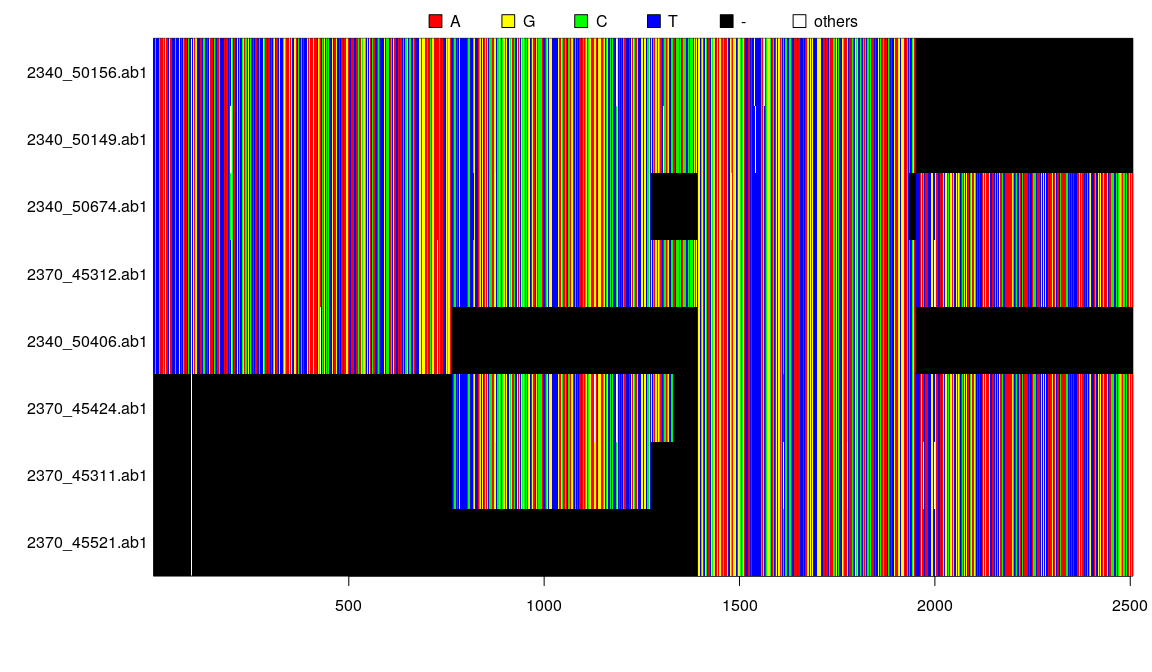 A G C T - others
2340_50156.ab1
2340_50149.ab1
2340_50674.ab1
2370_45312.ab1
2340_50406.ab1
2370_45424.ab1
2370_45311.ab1
2370_45521.ab1
500 1000 1500 2000 2500